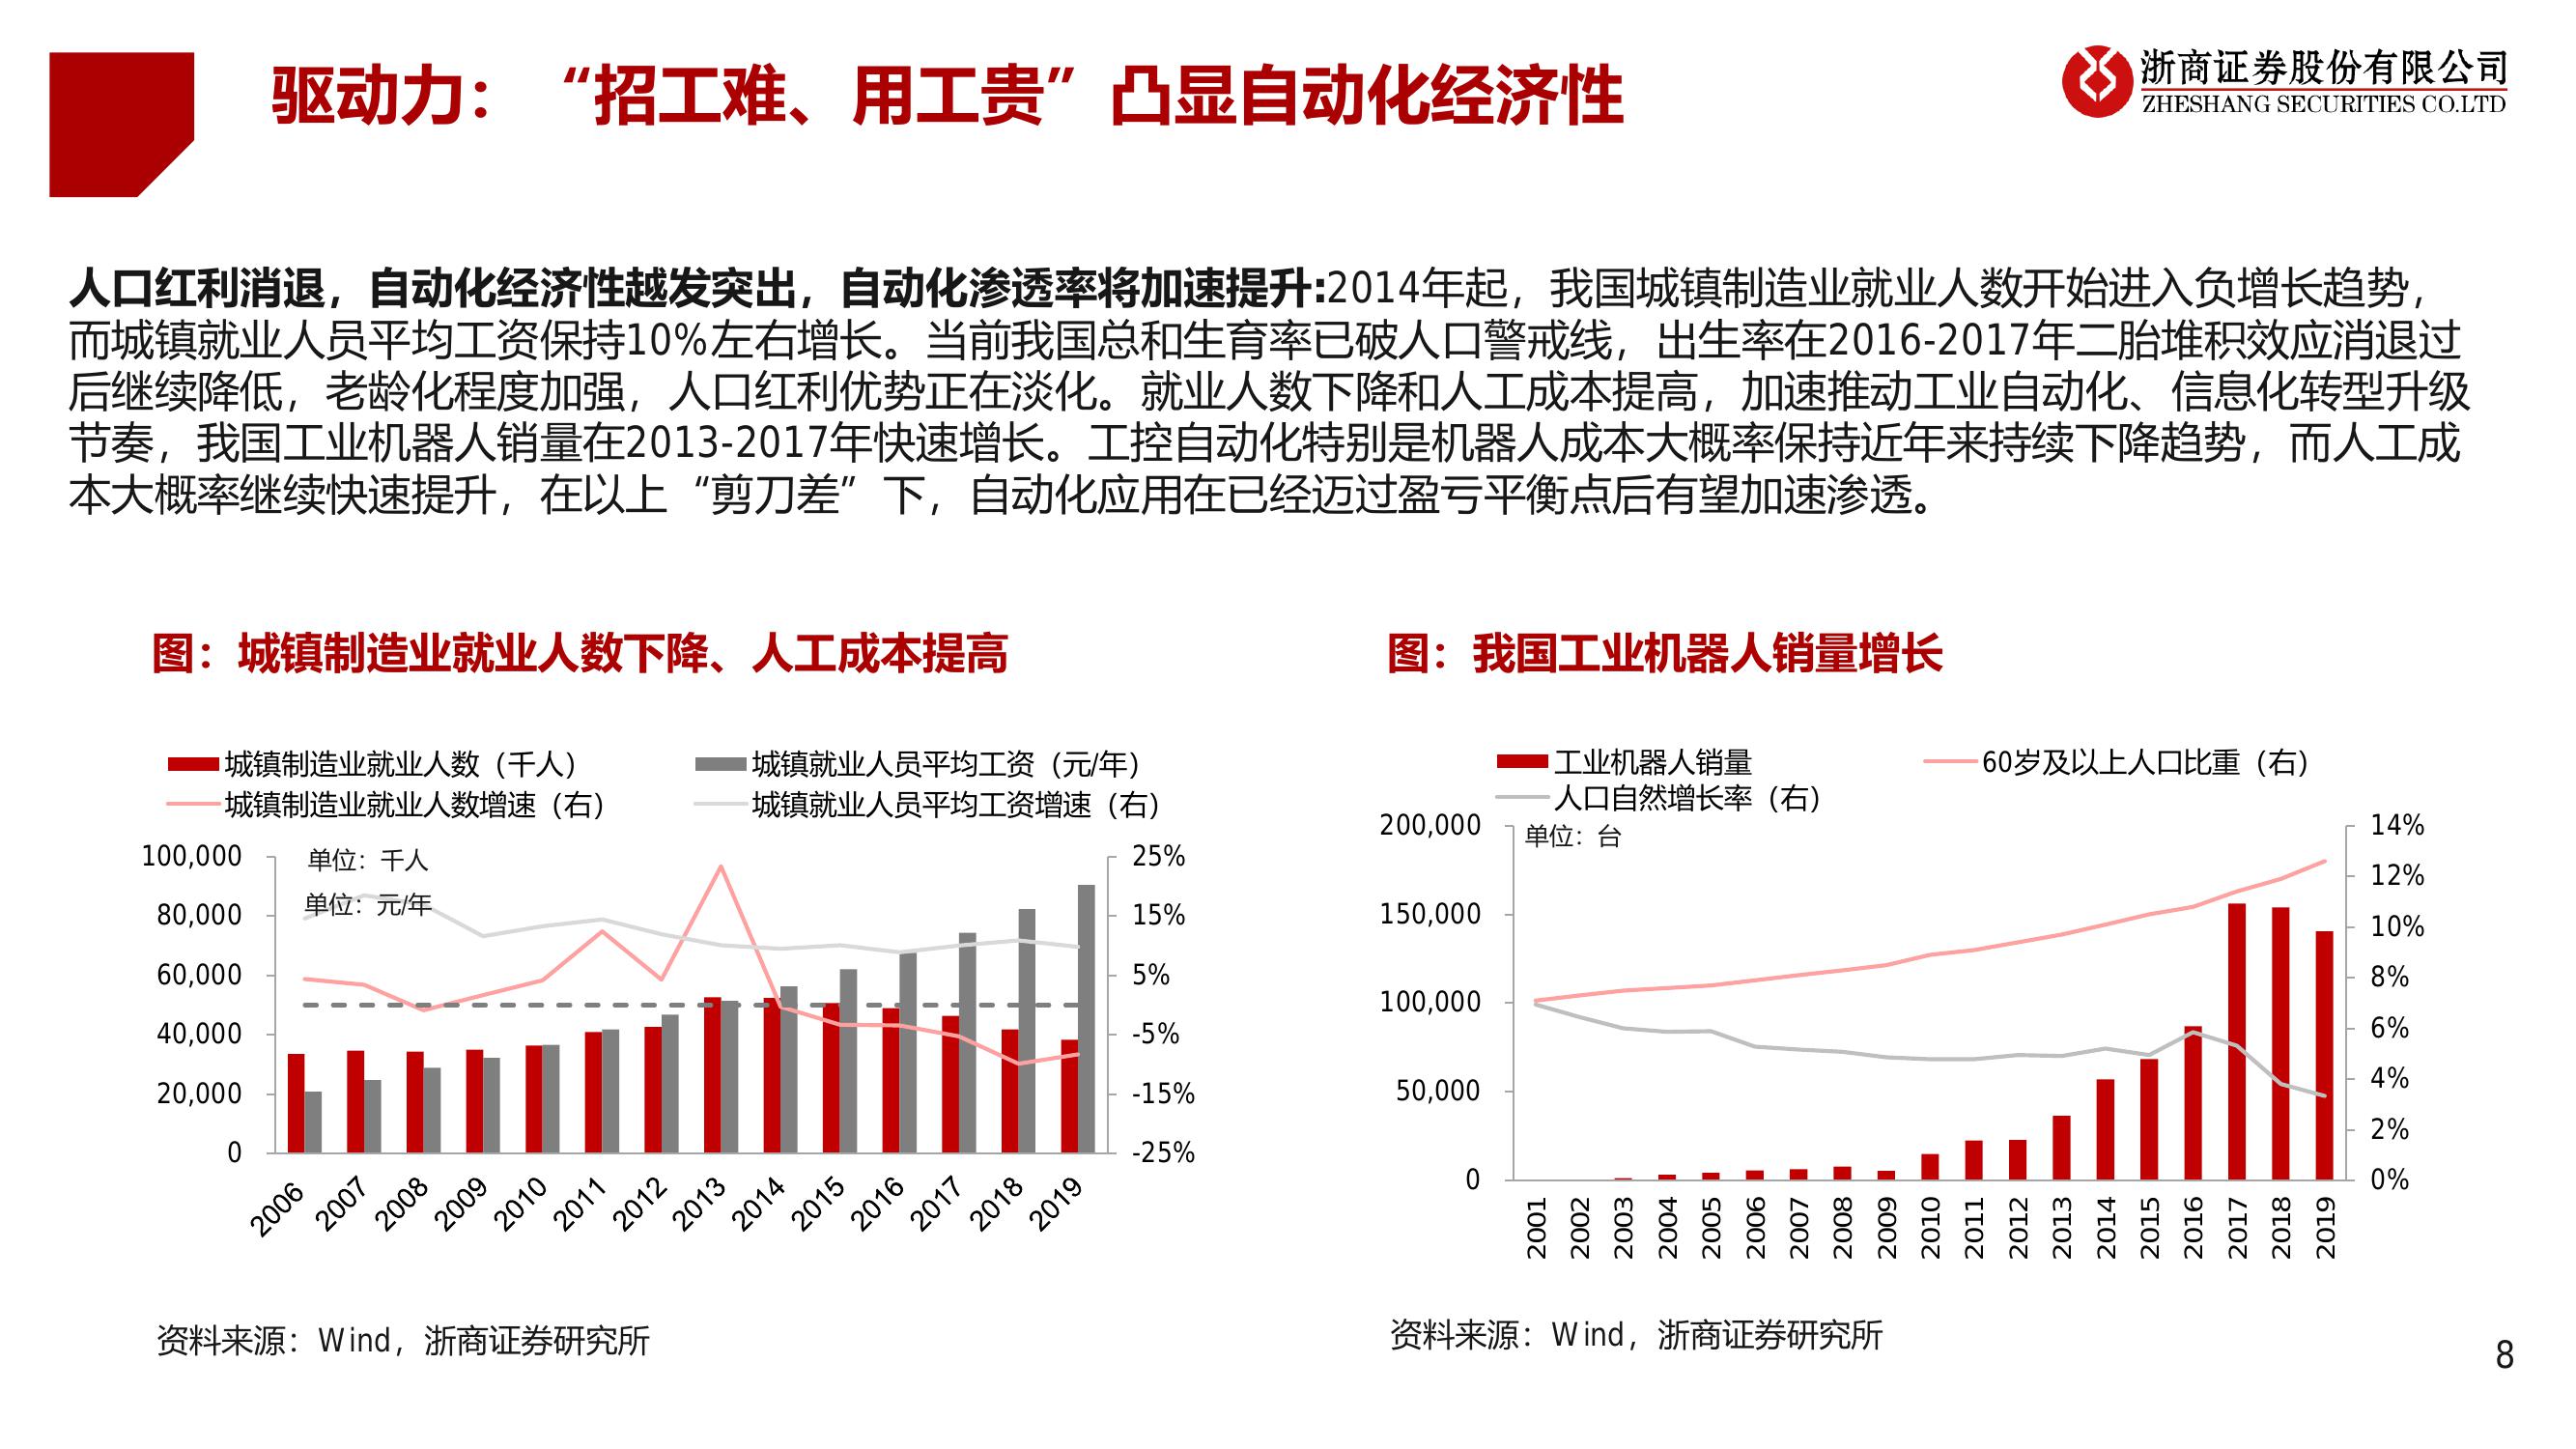 驱动力：“招工难、用工贵”凸显自动化经济性
浙商证券股份有限公司
ZHESHANG SECURITIES CO.LTD
人口红利消退，自动化经济性越发突出，自动化渗透率将加速提升:2014年起，我国城镇制造业就业人数开始进入负增长趋势，
而城镇就业人员平均工资保持10%左右增长。当前我国总和生育率已破人口警戒线，出生率在2016-2017年二胎堆积效应消退过
后继续降低，老龄化程度加强，人口红利优势正在淡化。就业人数下降和人工成本提高，加速推动工业自动化、信息化转型升级
节奏，我国工业机器人销量在2013-2017年快速增长。工控自动化特别是机器人成本大概率保持近年来持续下降趋势，而人工成
本大概率继续快速提升，在以上“剪刀差”下，自动化应用在已经迈过盈亏平衡点后有望加速渗透。
图：城镇制造业就业人数下降、人工成本提高
城镇制造业就业人数（千人）
城镇就业人员平均工资（元/年）
城镇制造业就业人数增速（右）
城镇就业人员平均工资增速（右）
单位：千人
单位：元/年
100,000
80,000
60,000
40,000
20,000
0
25%
15%
5%
-5%
-15%
-25%
2006
2007
2008
2009
2010
2011
2012
2013
2014
2015
2016
2017
2018
2019
资料来源：Wind，浙商证券研究所
图：我国工业机器人销量增长
工业机器人销量
60岁及以上人口比重（右）
人口自然增长率（右）
单位：台
200,000
150,000
100,000
50,000
0
14%
12%
10%
8%
6%
4%
2%
0%
2001
2002
2003
2004
2005
2006
2007
2008
2009
2010
2011
2012
2013
2014
2015
2016
2017
2018
2019
资料来源：Wind，浙商证券研究所
8